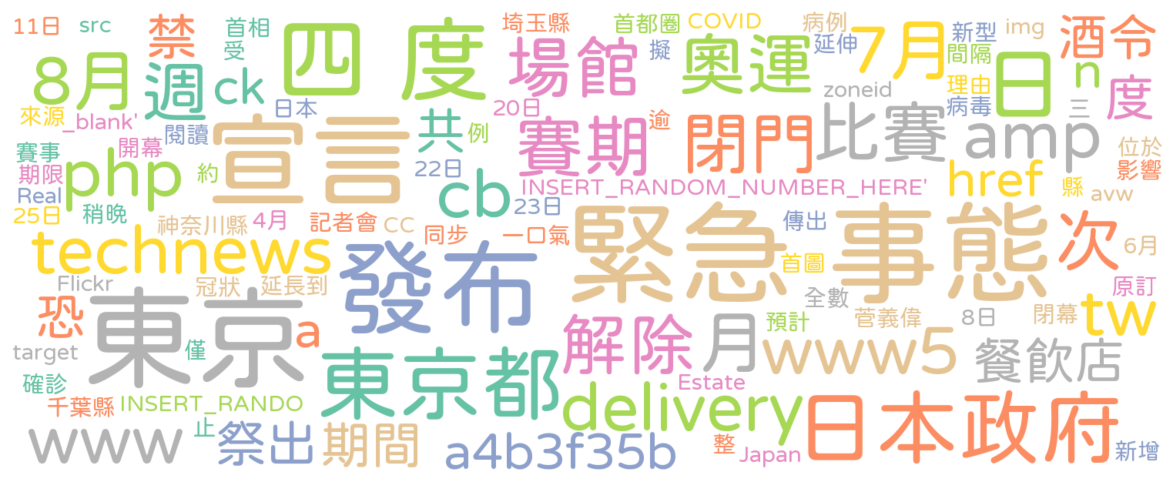 11日 src 禁 首相 四 度 埼玉縣 首都圈 COVID 病例 7月 新型 img 酒令
受 場館 擬 奧運 延伸 間隔 日 n
8月 週 ck 日本 20日 zoneid 理由 度
來源 _blank' 閱讀 宣言 共 例 賽期 逾 閉門 比賽 病毒 三 amp
賽事 開幕 位於
期限 php 約 22日 影響
Real cb INSERT_RANDOM_NUMBER_HERE' href 縣 avw
25日 稍晚 神奈川縣 4月 記者會 CC 23日 緊急 傳出 事態
technews 同步 一口氣 次 6月
Flickr 冠狀 延長到 發布 首圖 原訂
恐 東京 a 全數 tw
僅 解除 月 預計 菅義偉 8日 閉幕
target 東京都 www5 餐飲店
確診 Estate
千葉縣 INSERT_RANDO delivery 日本政府
www 止 祭出 期間 a4b3f35b 整 Japan 新增